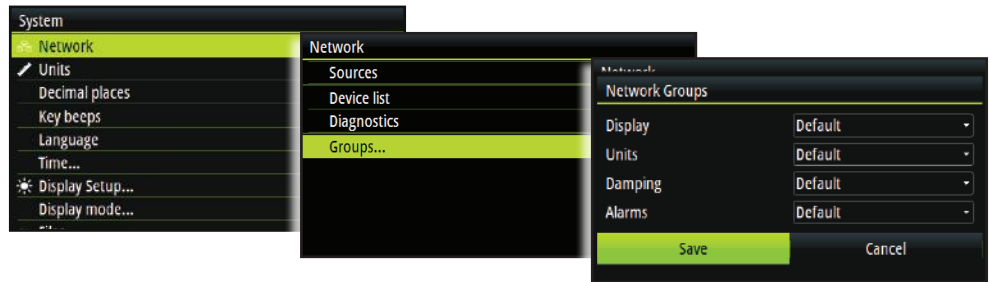 System
Network
Units
Decimal places
Key beeps
Language
Time...
Display Setup...
Display mode...
Network
Sources
Device list
Diagnostics
Groups...
Network Groups
Display Default
Units Default
Damping Default
Alarms Default
Save Cancel